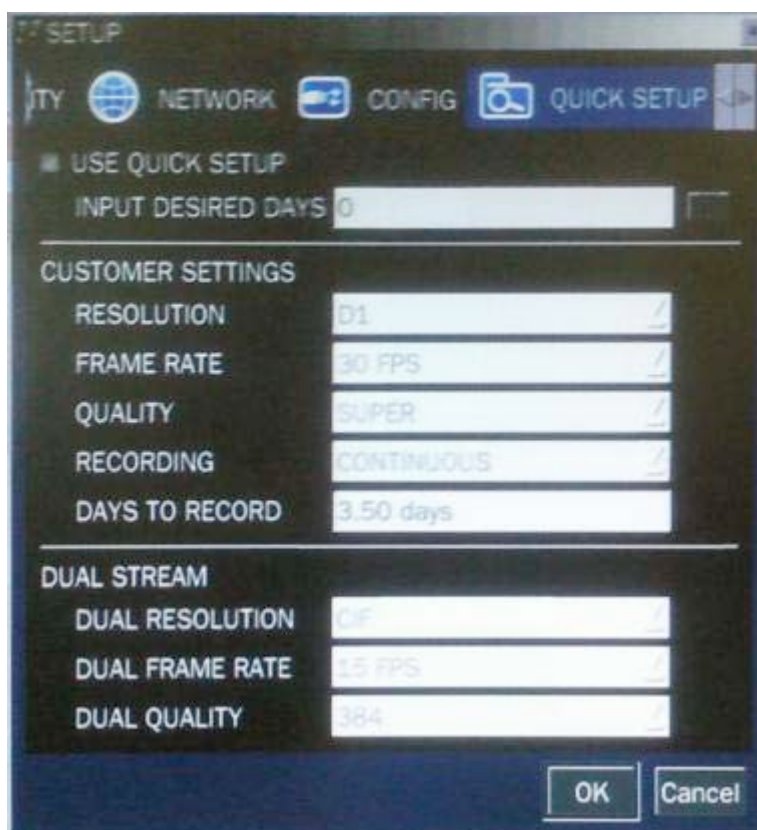 SETUP
ITY NETWORK CONFIG QUICK SETUP
USE QUICK SETUP
INPUT DESIRED DAYS 0
CUSTOMER SETTINGS
RESOLUTION D1
FRAME RATE 30 FPS
QUALITY SUPER
RECORDING CONTINUOUS
DAYS TO RECORD 3.50 days
DUAL STREAM
DUAL RESOLUTION CIF
DUAL FRAME RATE 15 FPS
DUAL QUALITY 384
OK Cancel